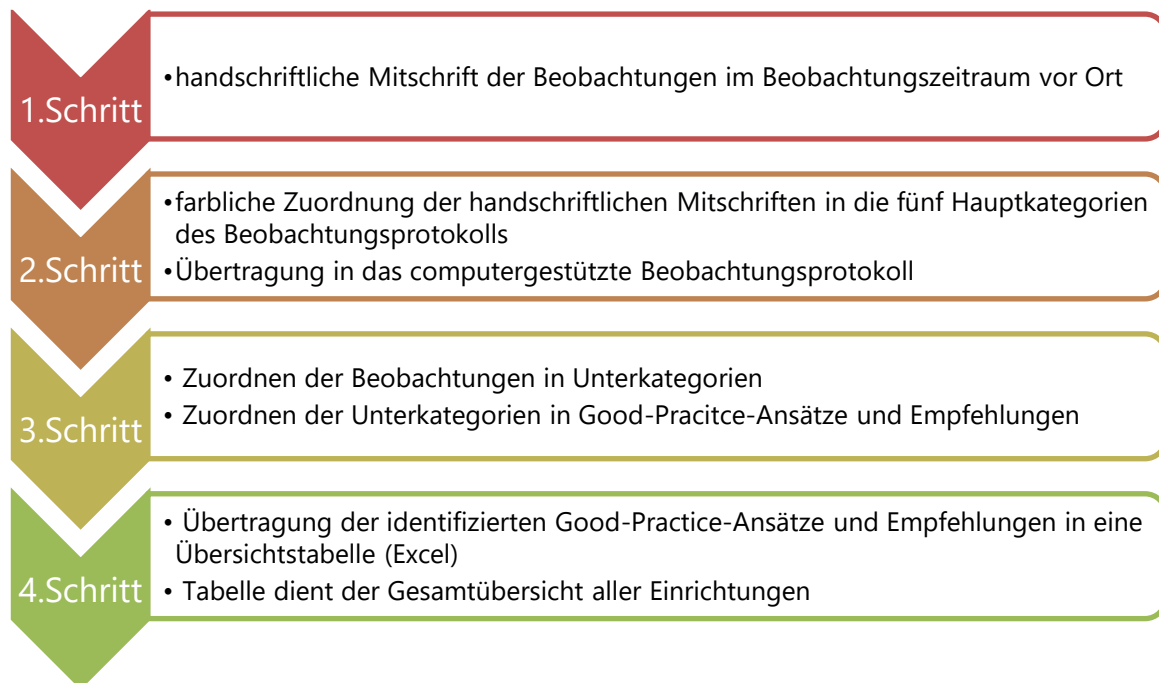 1.Schritt
•handschriftliche Mitschrift der Beobachtungen im Beobachtungszeitraum vor Ort
2.Schritt
•farbliche Zuordnung der handschriftlichen Mitschriften in die fünf Hauptkategorien
des Beobachtungsprotokolls
•Übertragung in das computergestützte Beobachtungsprotokoll
3.Schritt
• Zuordnen der Beobachtungen in Unterkategorien
• Zuordnen der Unterkategorien in Good-Pracitce-Ansätze und Empfehlungen
4.Schritt
• Übertragung der identifizierten Good-Practice-Ansätze und Empfehlungen in eine
Übersichtstabelle (Excel)
• Tabelle dient der Gesamtübersicht aller Einrichtungen